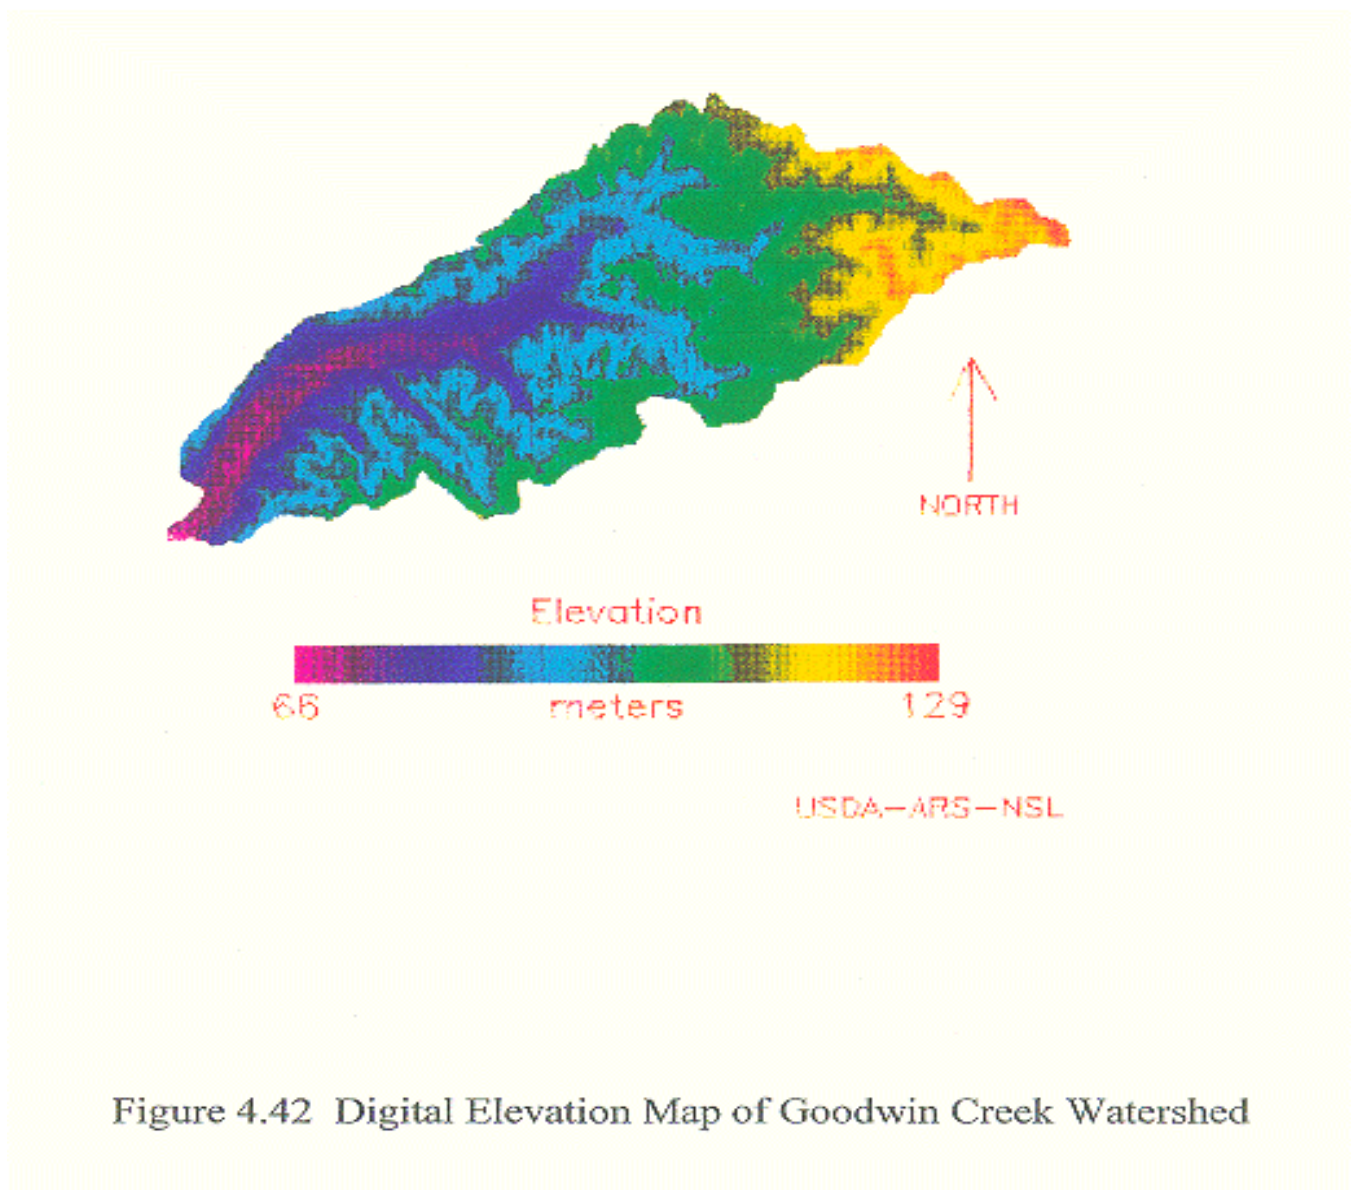 NORTH
Elevation
66 meters 129
USDA-ARS-NSL
Figure 4.42 Digital Elevation Map of Goodwin Creek Watershed